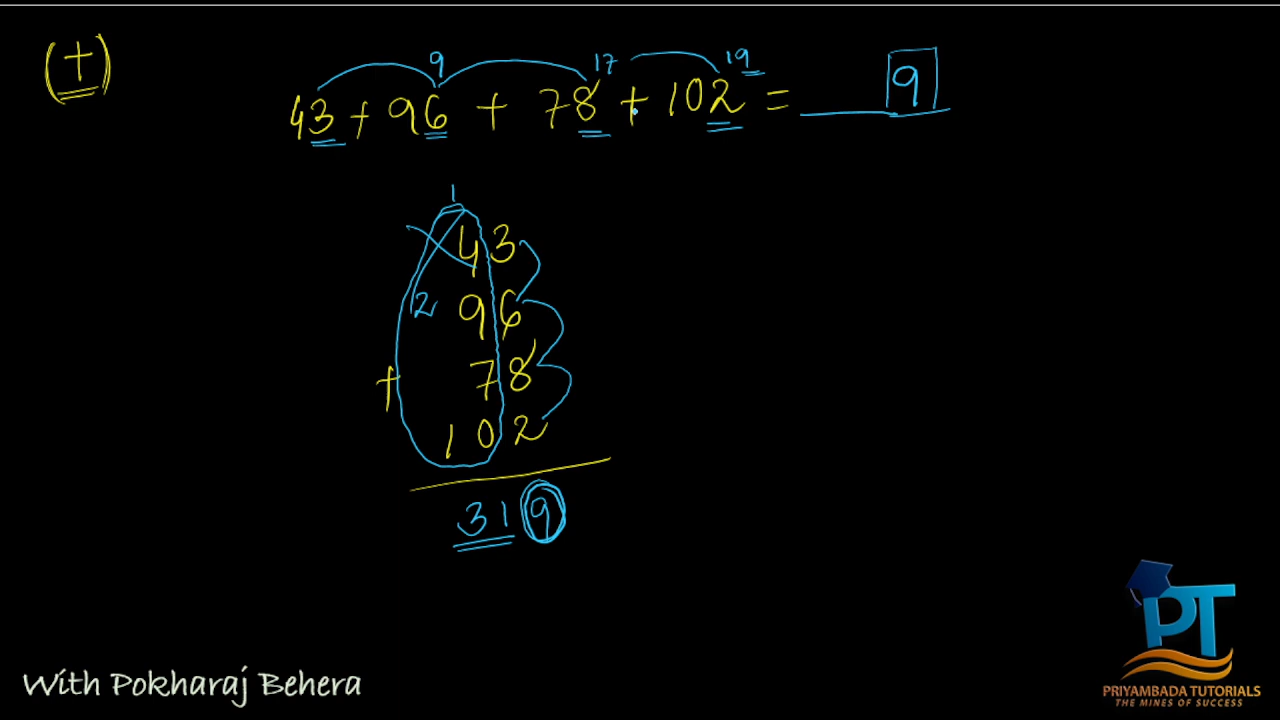 (+)
9 17 19
43 + 96 + 78 + 102 = 9
1
43
2 96
78
+
102
319
With Pokharaj Behera
PT
PRIYAMBADA TUTORIALS
THE MINES OF SUCCESS